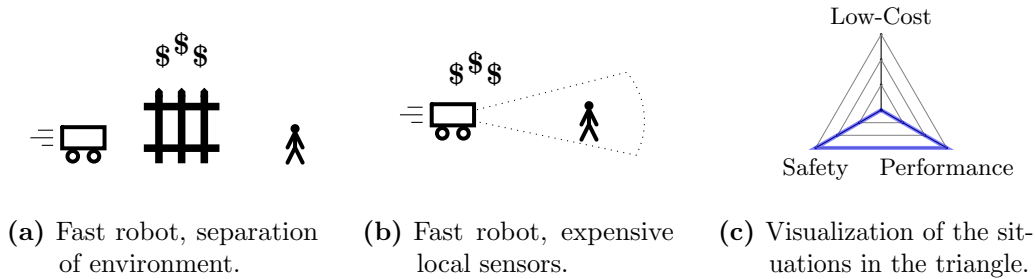 $ $ $
$ $ $
Low-Cost
Safety
Performance
(a) Fast robot, separation
of environment.
(b) Fast robot, expensive
local sensors.
(c) Visualization of the sit-
uations in the triangle.